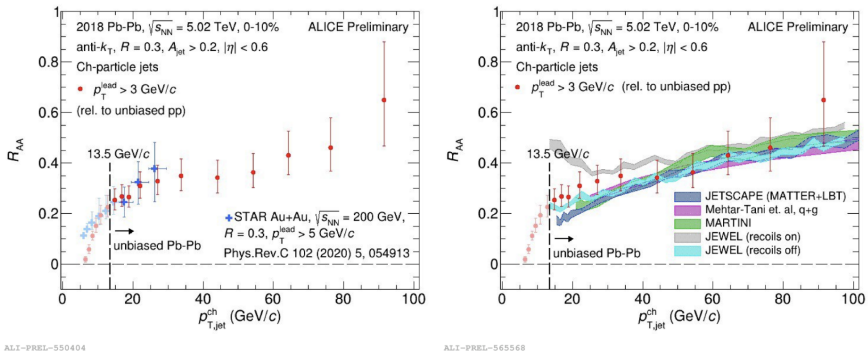 2018 Pb-Pb, √sNN = 5.02 TeV, 0-10% ALICE Preliminary
anti-kT, R = 0.3, Ajet > 0.2, |η| < 0.6
Ch-particle jets
pT^lead > 3 GeV/c
(rel. to unbiased pp)
13.5 GeV/c
STAR Au+Au, √sNN = 200 GeV,
R = 0.3, pT^lead > 5 GeV/c
Phys.Rev.C 102 (2020) 5, 054913
unbiased Pb-Pb
RAA
1
0.8
0.6
0.4
0.2
0
0 20 40 60 80 100
pT,jet^ch (GeV/c)
ALI-PREL-550404
2018 Pb-Pb, √sNN = 5.02 TeV, 0-10% ALICE Preliminary
anti-kT, R = 0.3, Ajet > 0.2, |η| < 0.6
Ch-particle jets
pT^lead > 3 GeV/c (rel. to unbiased pp)
13.5 GeV/c
JETSCAPE (MATTER+LBT)
Mehtar-Tani et. al, q+g
MARTINI
JEWEL (recoils on)
JEWEL (recoils off)
unbiased Pb-Pb
RAA
1
0.8
0.6
0.4
0.2
0
0 20 40 60 80 100
pT,jet^ch (GeV/c)
ALI-PREL-565568